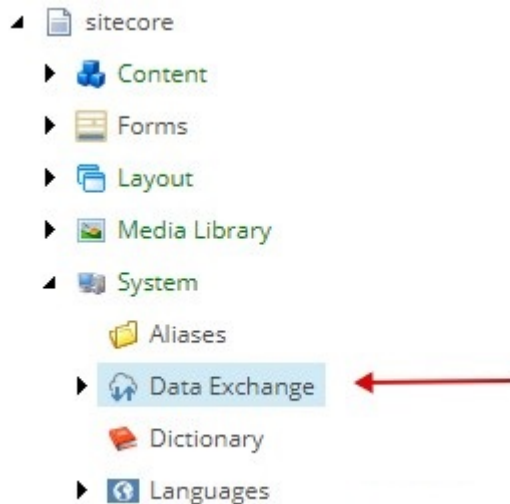 sitecore
Content
Forms
Layout
Media Library
System
Aliases
Data Exchange
Dictionary
Languages